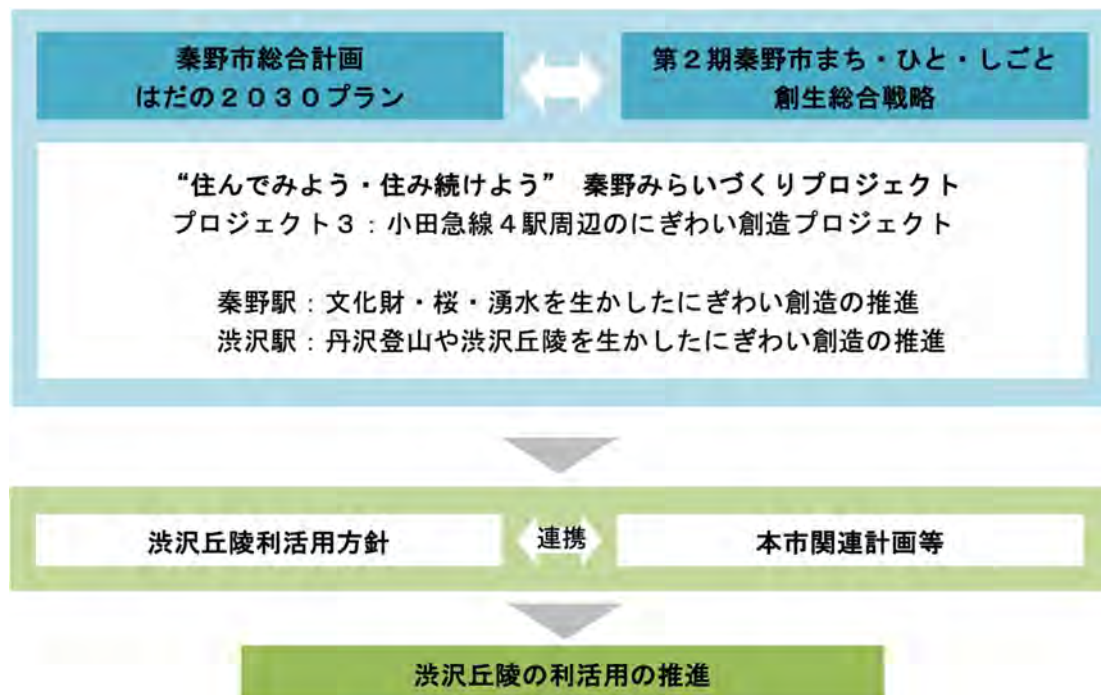 秦野市総合計画
はだの２０３０プラン
第２期秦野市まち・ひと・しごと
創生総合戦略
“住んでみよう・住み続けよう”　秦野みらいづくりプロジェクト
プロジェクト３：小田急線４駅周辺のにぎわい創造プロジェクト
秦野駅：文化財・桜・湧水を生かしたにぎわい創造の推進
渋沢駅：丹沢登山や渋沢丘陵を生かしたにぎわい創造の推進
渋沢丘陵利活用方針
連携
本市関連計画等
渋沢丘陵の利活用の推進